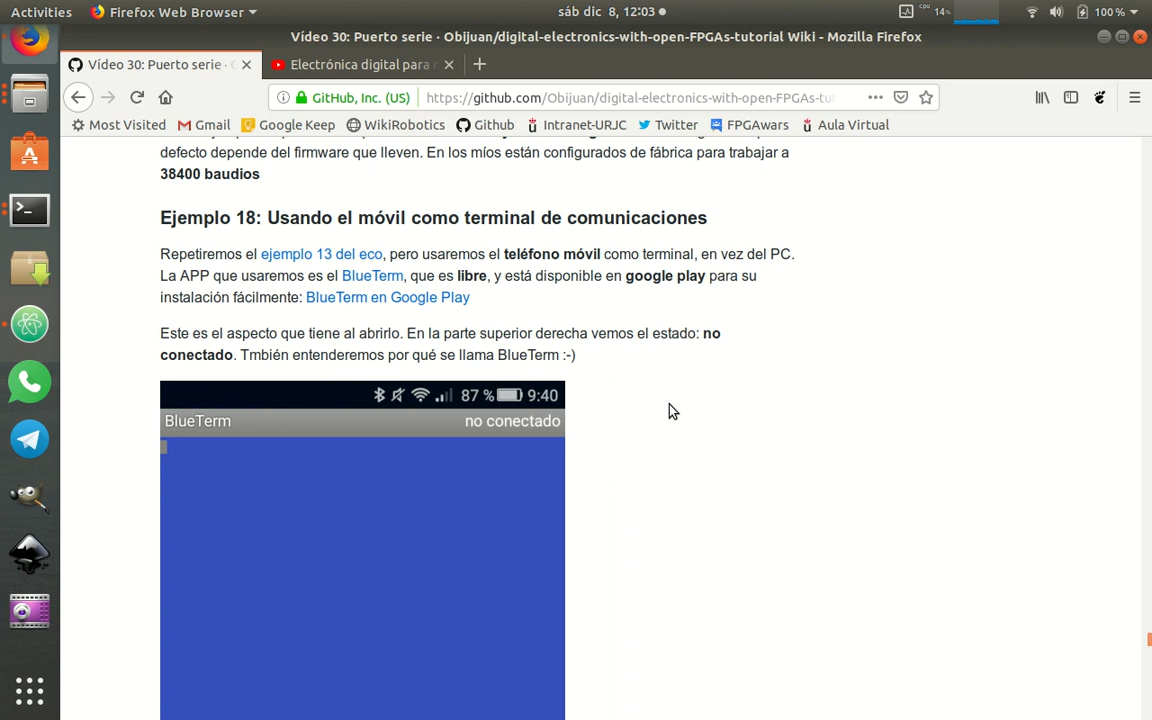 Activities Firefox Web Browser sáb dic 8, 12:03 cpu 14% 100 %
Vídeo 30: Puerto serie · Obijuan/digital-electronics-with-open-FPGAs-tutorial Wiki - Mozilla Firefox
Vídeo 30: Puerto serie · Electrónica digital para
GitHub, Inc. (US) https://github.com/Obijuan/digital-electronics-with-open-FPGAs-tu
Most Visited Gmail Google Keep WikiRobotics Github Intranet-URJC Twitter FPGAwars Aula Virtual
defecto depende del firmware que lleven. En los míos están configurados de fábrica para trabajar a
38400 baudios
Ejemplo 18: Usando el móvil como terminal de comunicaciones
Repetiremos el ejemplo 13 del eco, pero usaremos el teléfono móvil como terminal, en vez del PC.
La APP que usaremos es el BlueTerm, que es libre, y está disponible en google play para su
instalación fácilmente: BlueTerm en Google Play
Este es el aspecto que tiene al abrirlo. En la parte superior derecha vemos el estado: no
conectado. Tmbién entenderemos por qué se llama BlueTerm :-)
87 % 9:40
BlueTerm no conectado